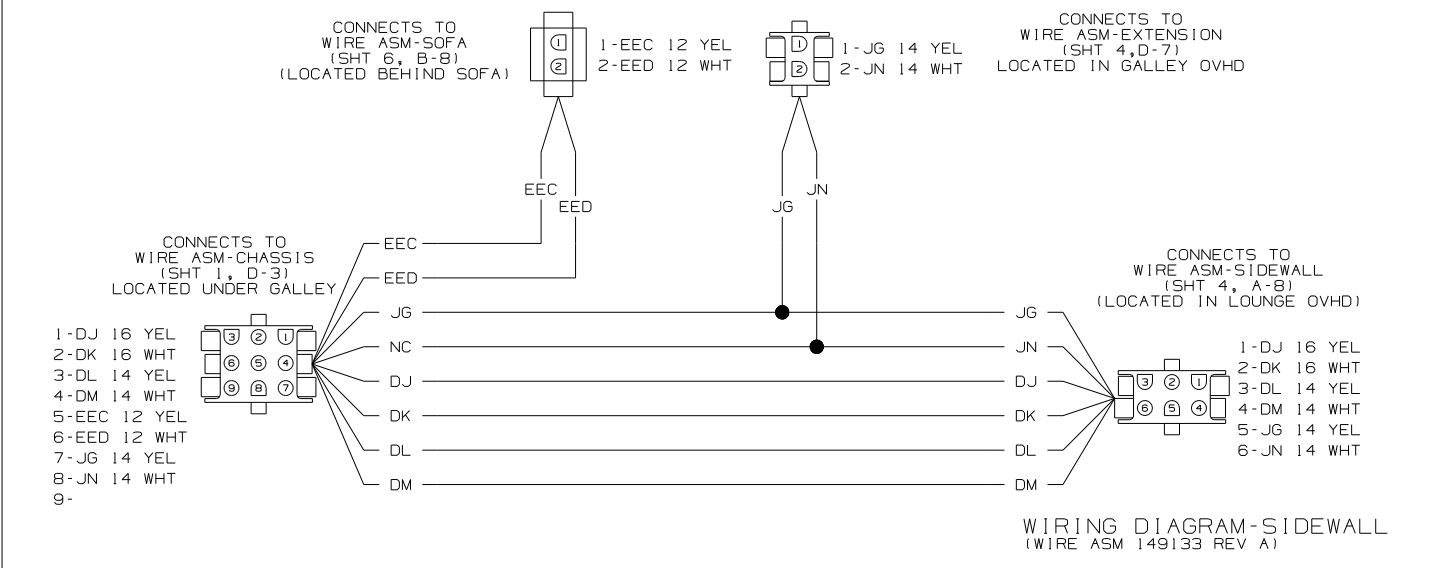 CONNECTS TO
WIRE ASM-SOFA
(SHT 6, B-8)
(LOCATED BEHIND SOFA)
1
2
1-EEC 12 YEL
2-EED 12 WHT
1
2
1-JG 14 YEL
2-JN 14 WHT
CONNECTS TO
WIRE ASM-EXTENSION
(SHT 4,D-7)
LOCATED IN GALLEY OVHD
EEC
EED
JG
JN
CONNECTS TO
WIRE ASM-CHASSIS
(SHT 1, D-3)
LOCATED UNDER GALLEY
1-DJ 16 YEL
2-DK 16 WHT
3-DL 14 YEL
4-DM 14 WHT
5-EEC 12 YEL
6-EED 12 WHT
7-JG 14 YEL
8-JN 14 WHT
9-
3 2 1
6 5 4
9 8 7
EEC
EED
JG
NC
DJ
DK
DL
DM
JG
JN
DJ
DK
DL
DM
CONNECTS TO
WIRE ASM-SIDEWALL
(SHT 4, A-8)
(LOCATED IN LOUNGE OVHD)
3 2 1
6 5 4
1-DJ 16 YEL
2-DK 16 WHT
3-DL 14 YEL
4-DM 14 WHT
5-JG 14 YEL
6-JN 14 WHT
WIRING DIAGRAM-SIDEWALL
(WIRE ASM 149133 REV A)